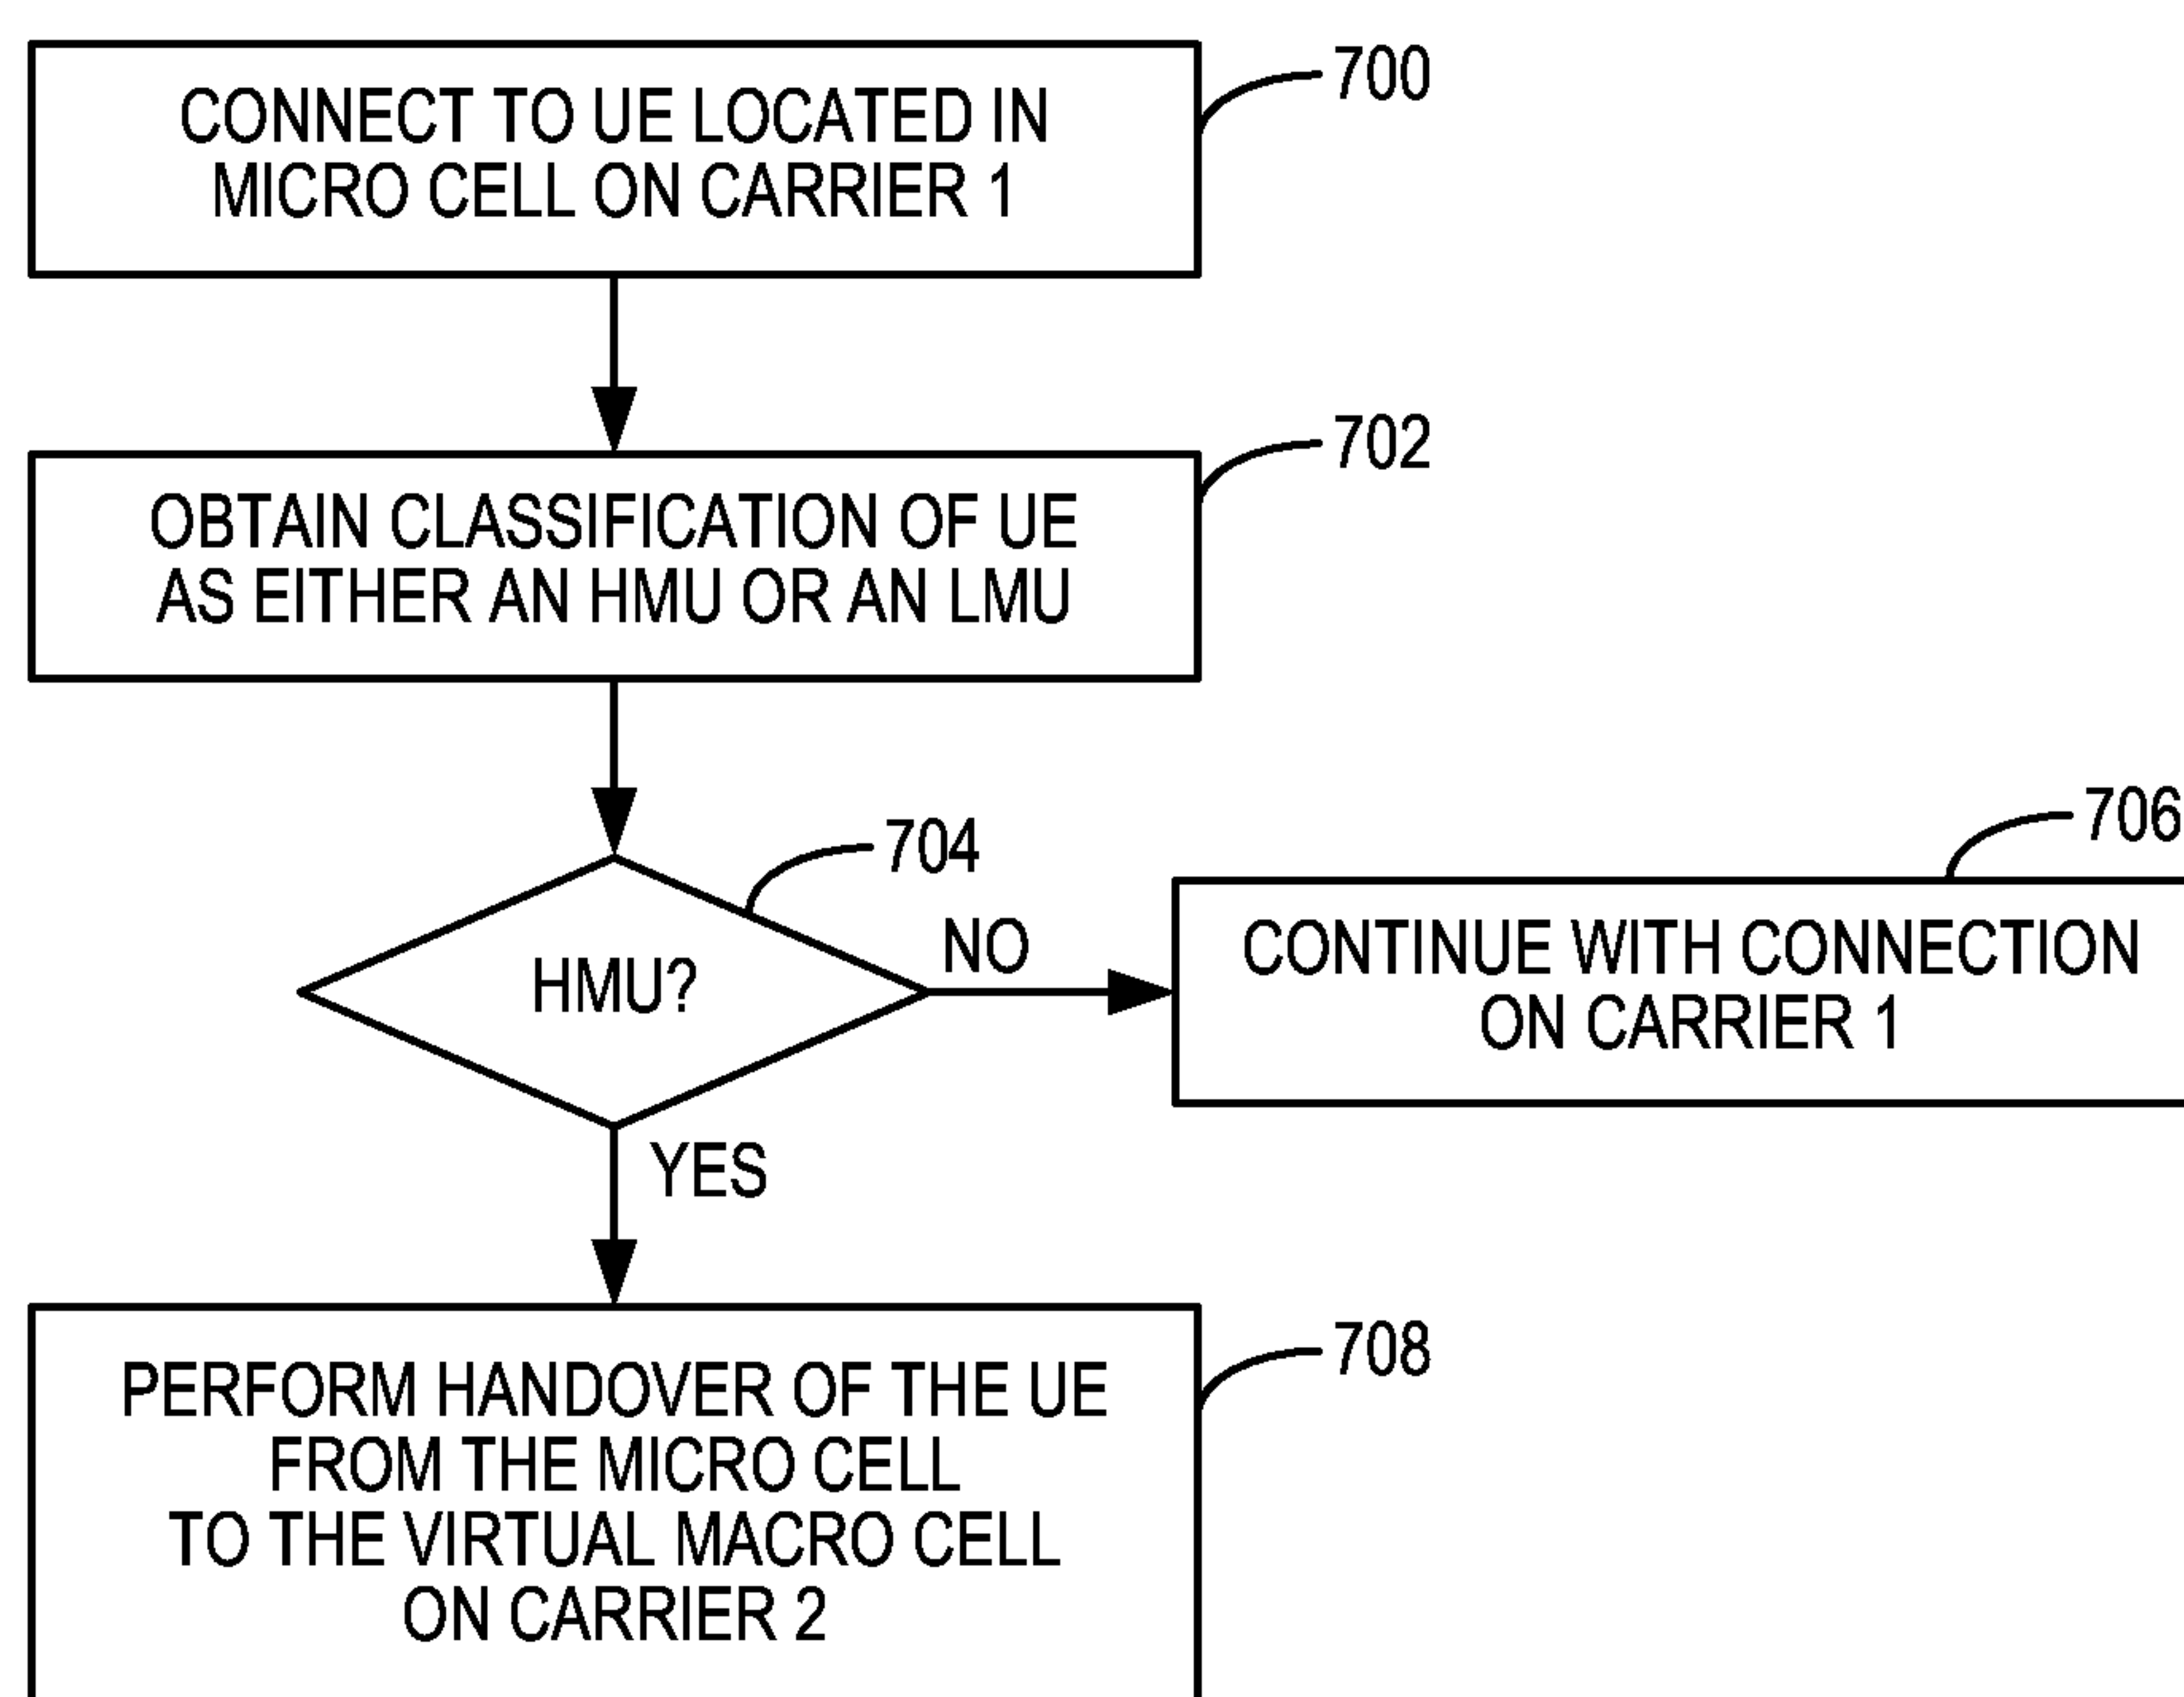 CONNECT TO UE LOCATED IN
MICRO CELL ON CARRIER 1
700
OBTAIN CLASSIFICATION OF UE
AS EITHER AN HMU OR AN LMU
702
HMU?
704
NO
CONTINUE WITH CONNECTION
ON CARRIER 1
706
YES
PERFORM HANDOVER OF THE UE
FROM THE MICRO CELL
TO THE VIRTUAL MACRO CELL
ON CARRIER 2
708